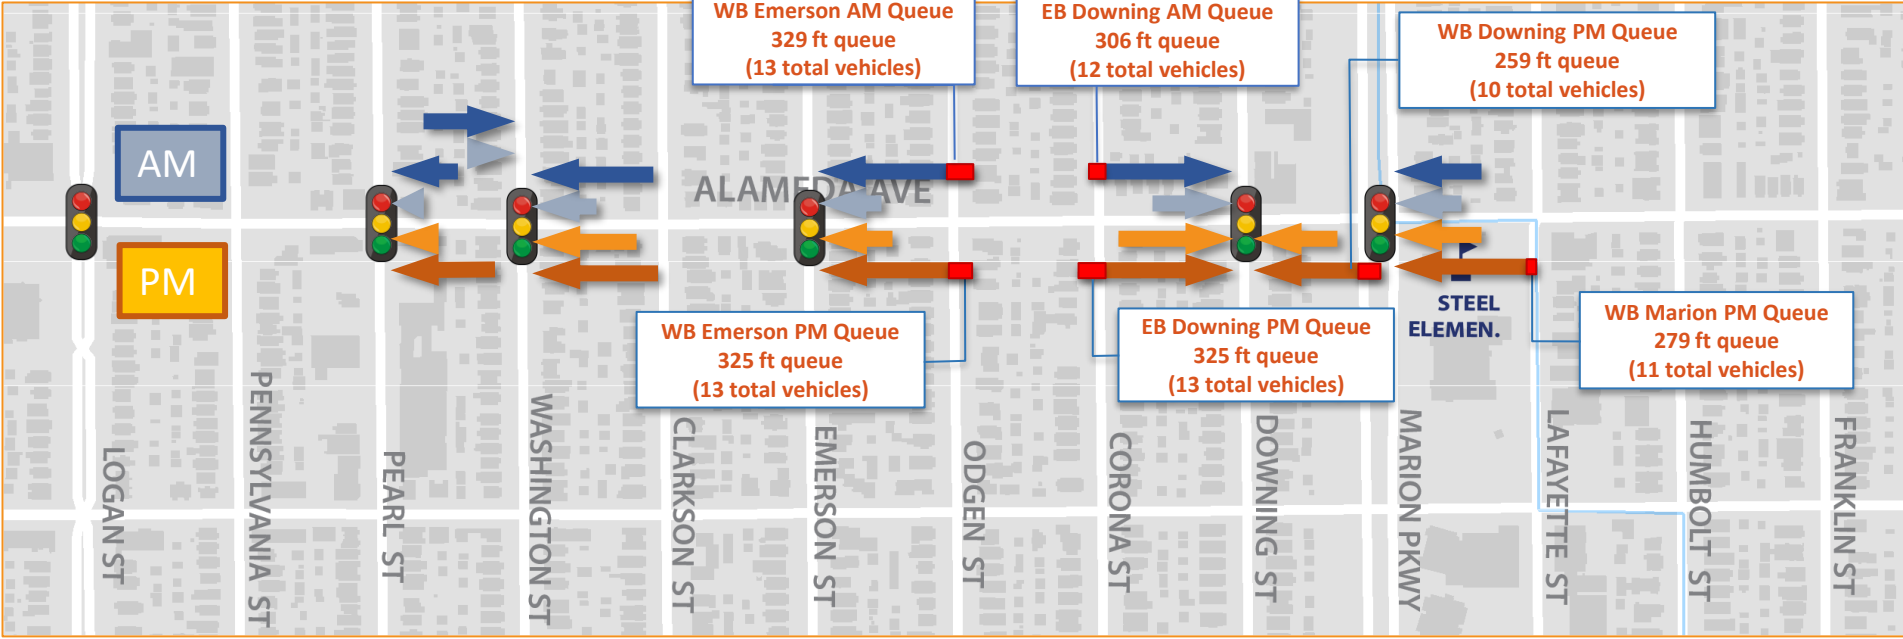 WB Emerson AM Queue
329 ft queue
(13 total vehicles)
EB Downing AM Queue
306 ft queue
(12 total vehicles)
WB Downing PM Queue
259 ft queue
(10 total vehicles)
AM
ALAMEDA AVE
PM
STEEL
ELEMEN.
WB Emerson PM Queue
325 ft queue
(13 total vehicles)
EB Downing PM Queue
325 ft queue
(13 total vehicles)
WB Marion PM Queue
279 ft queue
(11 total vehicles)
LOGAN ST
PENNSYLVANIA ST
PEARL ST
WASHINGTON ST
CLARKSON ST
EMERSON ST
ODGEN ST
CORONA ST
DOWNING ST
MARION PKWY
LAFAYETTE ST
HUMBOLT ST
FRANKLIN ST